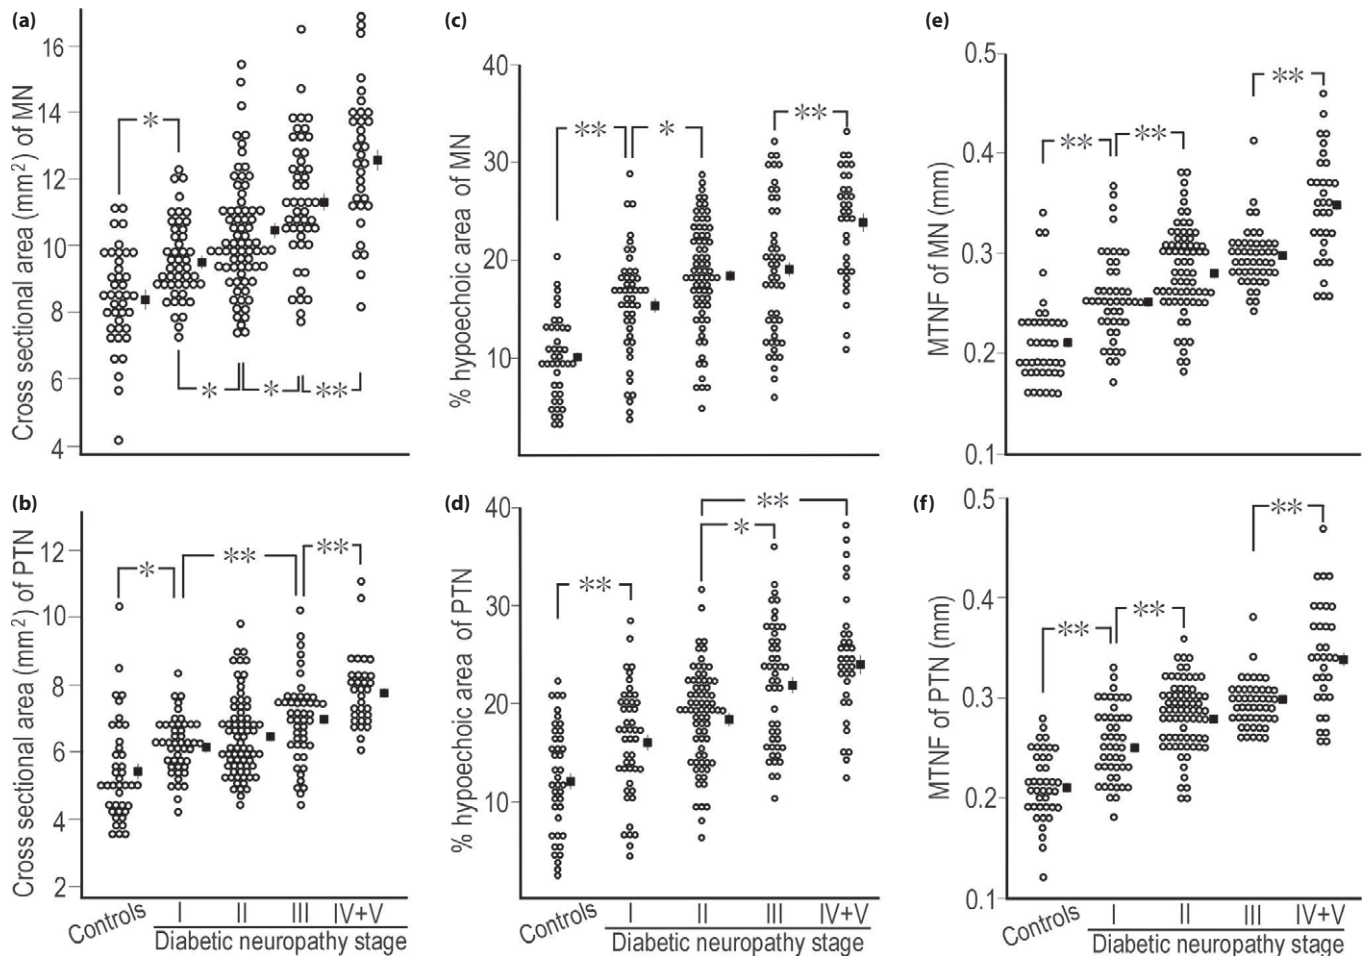 (a)
Cross sectional area (mm²) of MN
16
14
12
10
8
6
4
*
*
*
**
(c)
% hypoechoic area of MN
40
30
20
10
**
*
**
(e)
MTNF of MN (mm)
0.5
0.4
0.3
0.2
0.1
**
**
**
(b)
Cross sectional area (mm²) of PTN
12
10
8
6
4
2
*
**
**
Controls
I
II
III
IV+V
Diabetic neuropathy stage
(d)
% hypoechoic area of PTN
40
30
20
10
**
*
**
I
II
III
IV+V
Controls
Diabetic neuropathy stage
(f)
MTNF of PTN (mm)
0.5
0.4
0.3
0.2
0.1
**
**
**
Controls
I
II
III
IV+V
Diabetic neuropathy stage